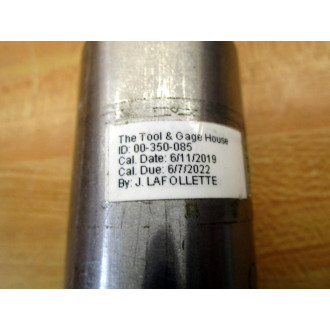 The Tool & Gage House
ID: 00-350-085
Cal. Date: 6/11/2019
Cal. Due: 6/7/2022
By: J. LAFOLLETTE